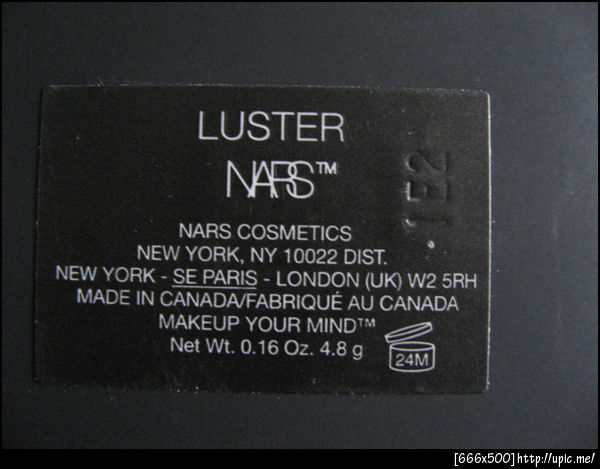 LUSTER
NARS™
1E2
NARS COSMETICS
NEW YORK, NY 10022 DIST.
NEW YORK - SE PARIS - LONDON (UK) W2 5RH
MADE IN CANADA/FABRIQUÉ AU CANADA
MAKEUP YOUR MIND™
Net Wt. 0.16 Oz. 4.8 g
24M
[666x500]http://upic.me/